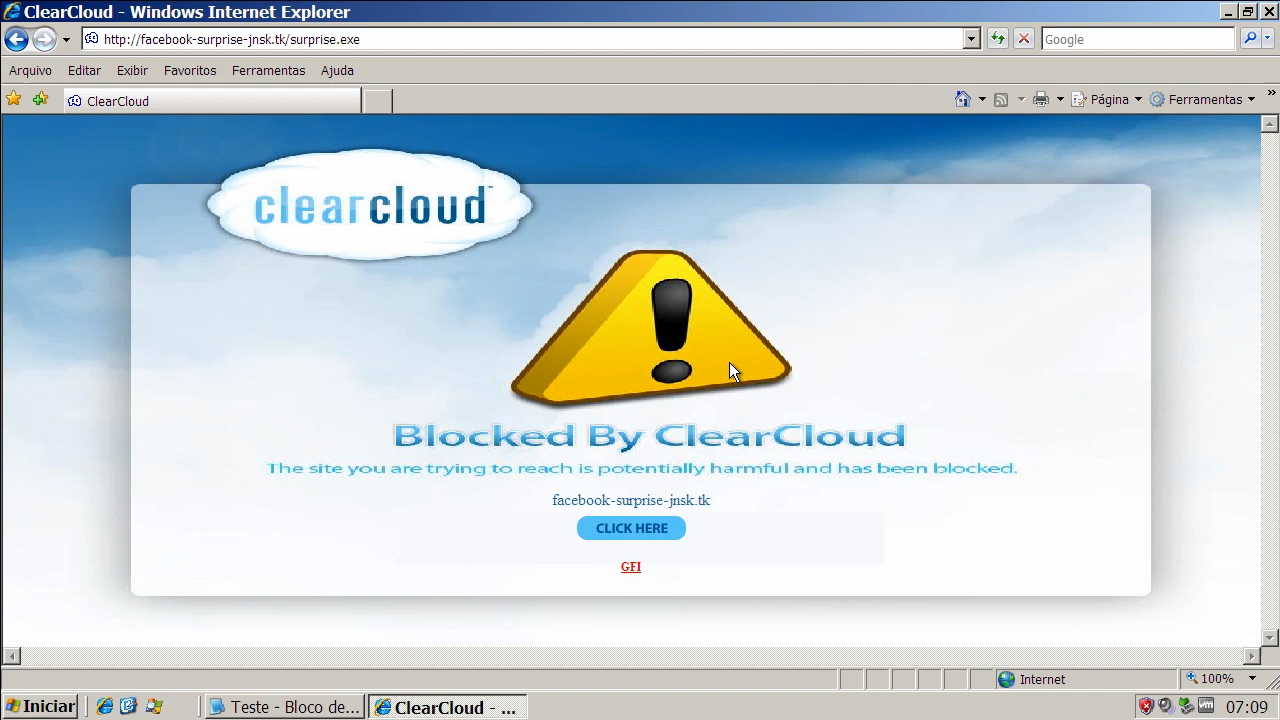 ClearCloud - Windows Internet Explorer
http://facebook-surprise-jnsk.tk/surprise.exe
Google
Arquivo Editar Exibir Favoritos Ferramentas Ajuda
ClearCloud
Página
Ferramentas
clearcloud™
Blocked By ClearCloud
The site you are trying to reach is potentially harmful and has been blocked.
facebook-surprise-jnsk.tk
CLICK HERE
GFI
Internet
100%
Iniciar
Teste - Bloco de...
ClearCloud - ...
07:09